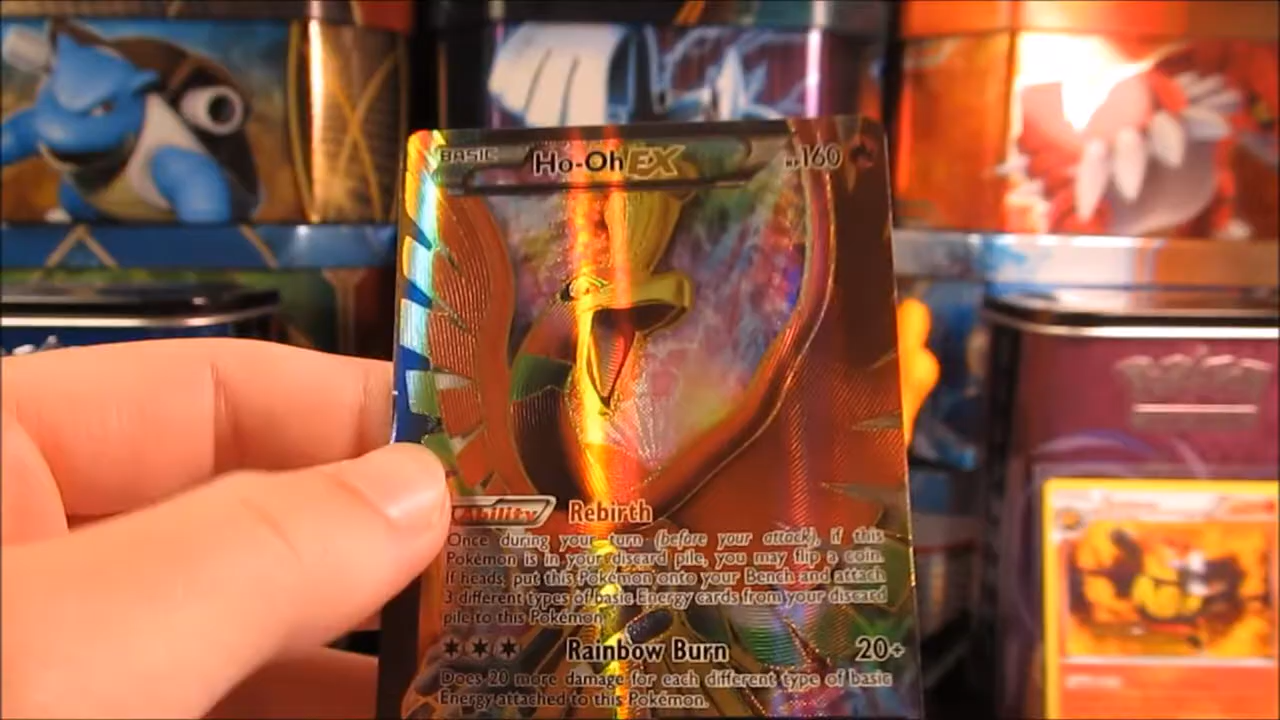 BASIC Ho-Oh EX HP160
Ability Rebirth
Once during your turn (before your attack), if this
Pokémon is in your discard pile, you may flip a coin.
If heads, put this Pokémon onto your Bench and attach
3 different types of basic Energy cards from your discard
pile to this Pokémon.
Rainbow Burn 20+
Does 20 more damage for each different type of basic
Energy attached to this Pokémon.
POKÉMON